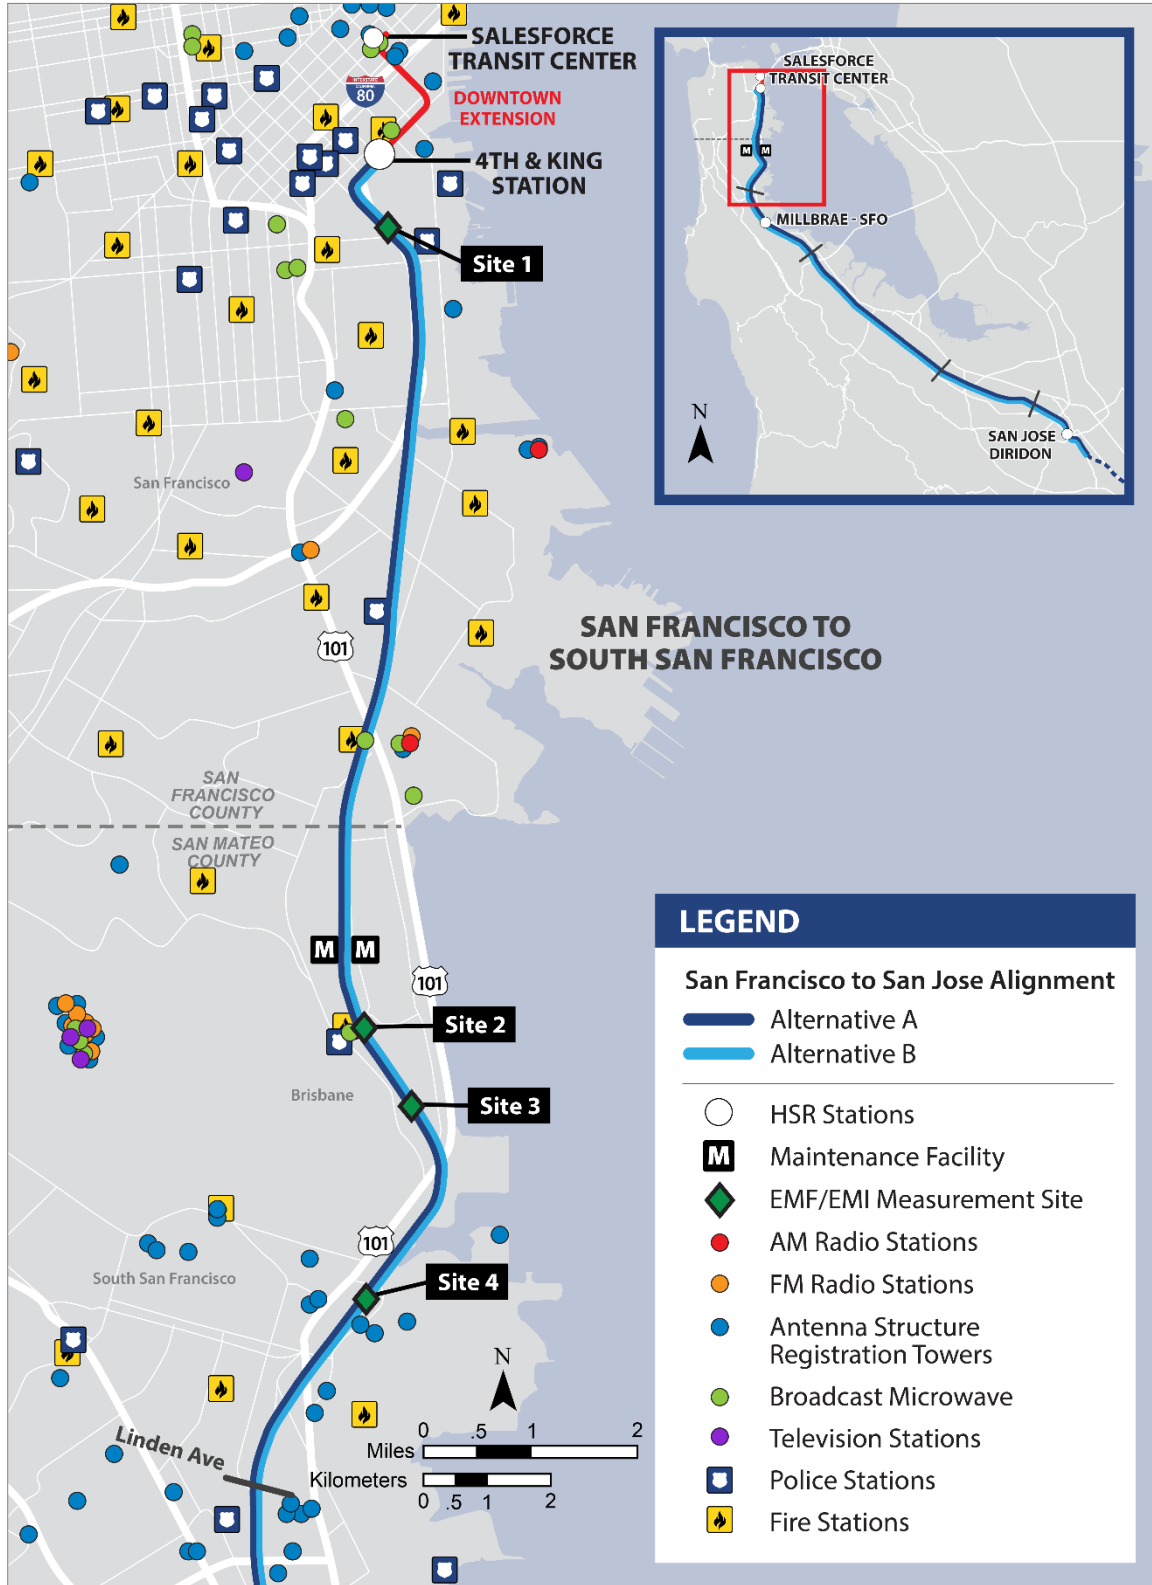 SALESFORCE
TRANSIT CENTER
INTERSTATE
CALIFORNIA
80
DOWNTOWN
EXTENSION
4TH & KING
STATION
Site 1
San Francisco
101
SAN FRANCISCO TO
SOUTH SAN FRANCISCO
SAN
FRANCISCO
COUNTY
SAN MATEO
COUNTY
M M
101
Site 2
Brisbane
Site 3
101
South San Francisco
Site 4
N
Linden Ave
0 .5 1 2
Miles
Kilometers
0 .5 1 2
SALESFORCE
TRANSIT CENTER
M M
MILLBRAE - SFO
N
SAN JOSE
DIRIDON
LEGEND
San Francisco to San Jose Alignment
Alternative A
Alternative B
HSR Stations
M Maintenance Facility
EMF/EMI Measurement Site
AM Radio Stations
FM Radio Stations
Antenna Structure
Registration Towers
Broadcast Microwave
Television Stations
Police Stations
Fire Stations